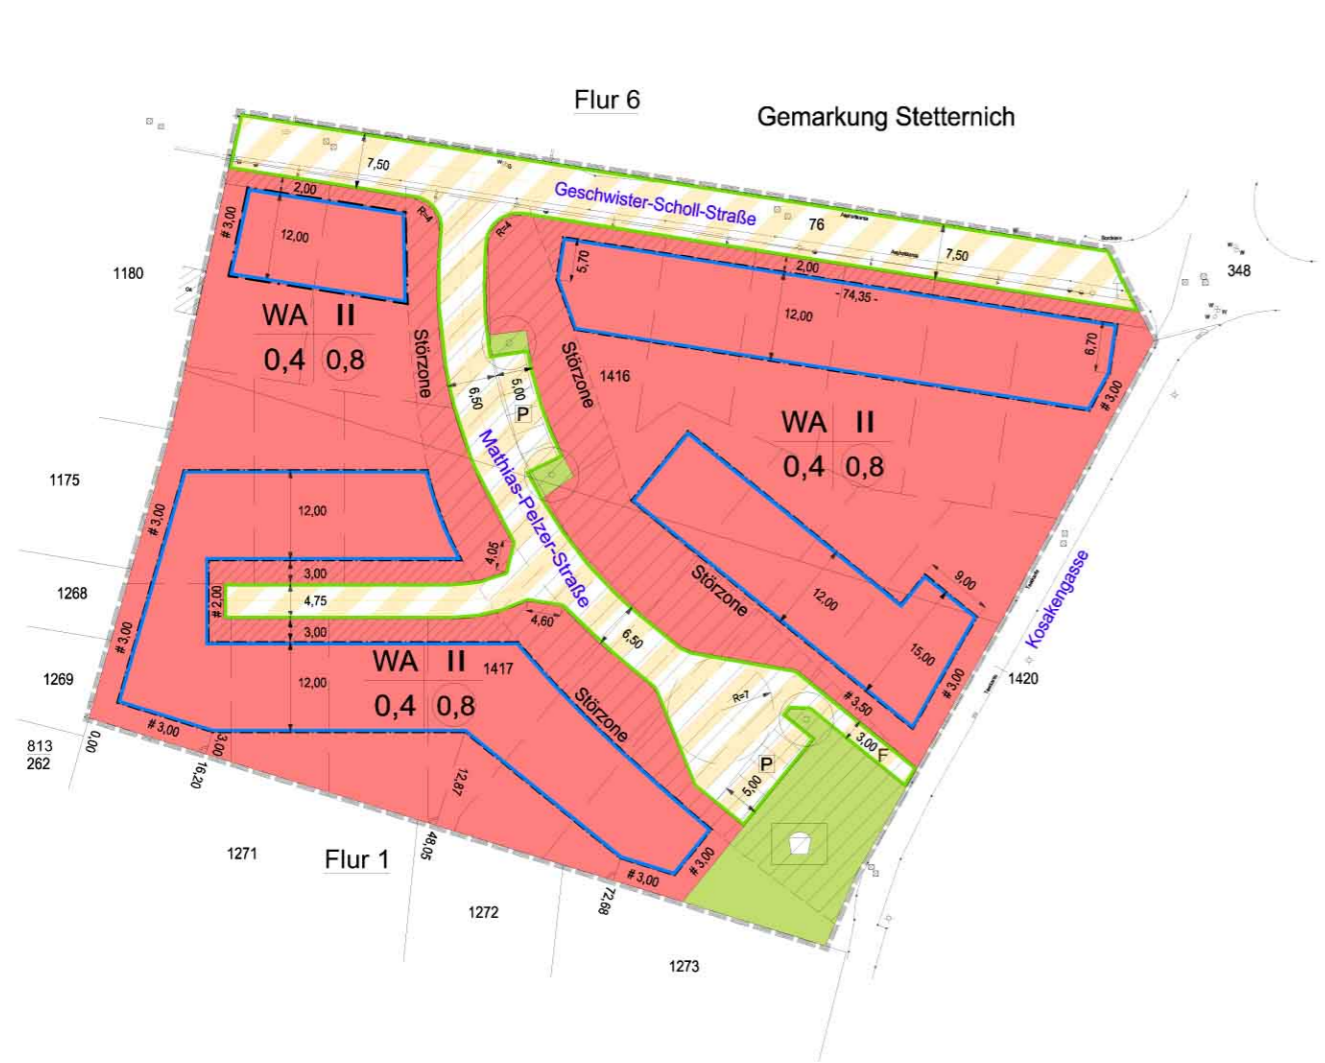 Flur 6
Gemarkung Stetternich
7,50
Geschwister-Scholl-Straße
76
7,50
2,00
# 3,00
R=4
R=4
12,00
5,70
2,00
- 74,35 -
12,00
6,70
# 3,00
348
1180
WA II
0,4 0,8
Störzone
Störzone
1416
6,50
5,00
P
WA II
0,4 0,8
Mathias-Pelzer-Straße
1175
# 3,00
12,00
4,05
3,00
4,75
# 2,00
3,00
1268
# 3,00
4,60
6,50
Störzone
12,00
9,00
15,00
# 3,00
Kosakengasse
1420
1269
WA II 1417
0,4 0,8
12,00
Störzone
R=7
# 3,50
3,00
F
P
5,00
813
262
0,00
# 3,00
3,00
16,20
12,87
48,05
# 3,00
# 3,00
72,68
1271
Flur 1
1272
1273